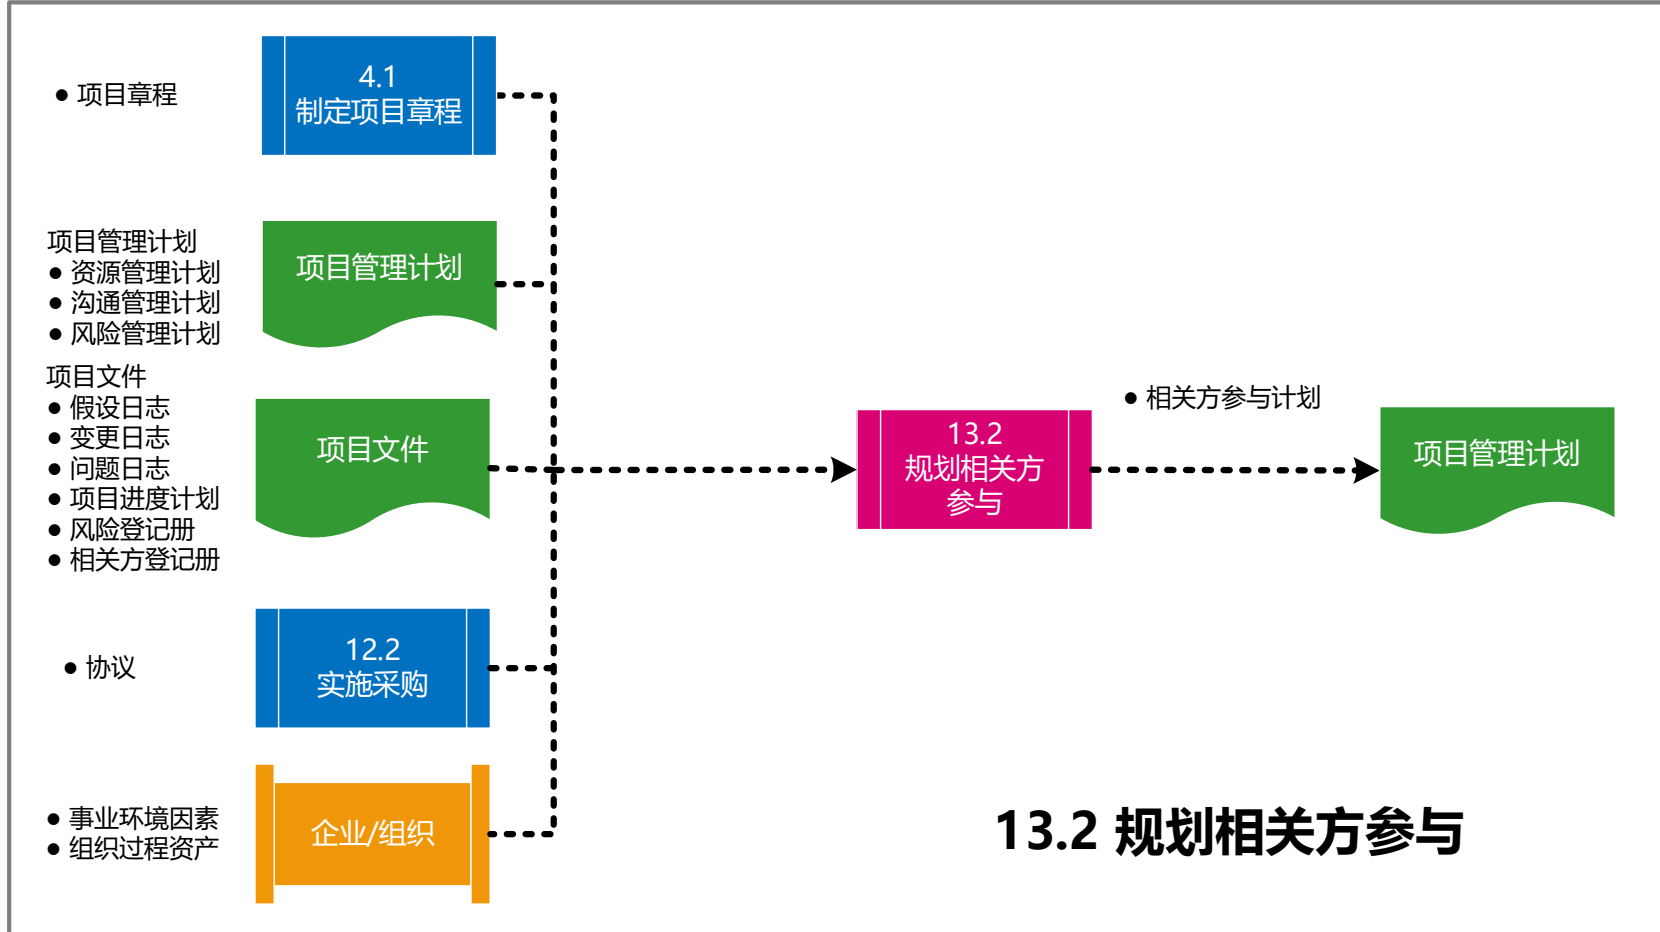 ● 项目章程
4.1
制定项目章程
项目管理计划
● 资源管理计划
● 沟通管理计划
● 风险管理计划
项目管理计划
项目文件
● 假设日志
● 变更日志
● 问题日志
● 项目进度计划
● 风险登记册
● 相关方登记册
项目文件
● 协议
12.2
实施采购
● 事业环境因素
● 组织过程资产
企业/组织
13.2
规划相关方
参与
● 相关方参与计划
项目管理计划
13.2 规划相关方参与